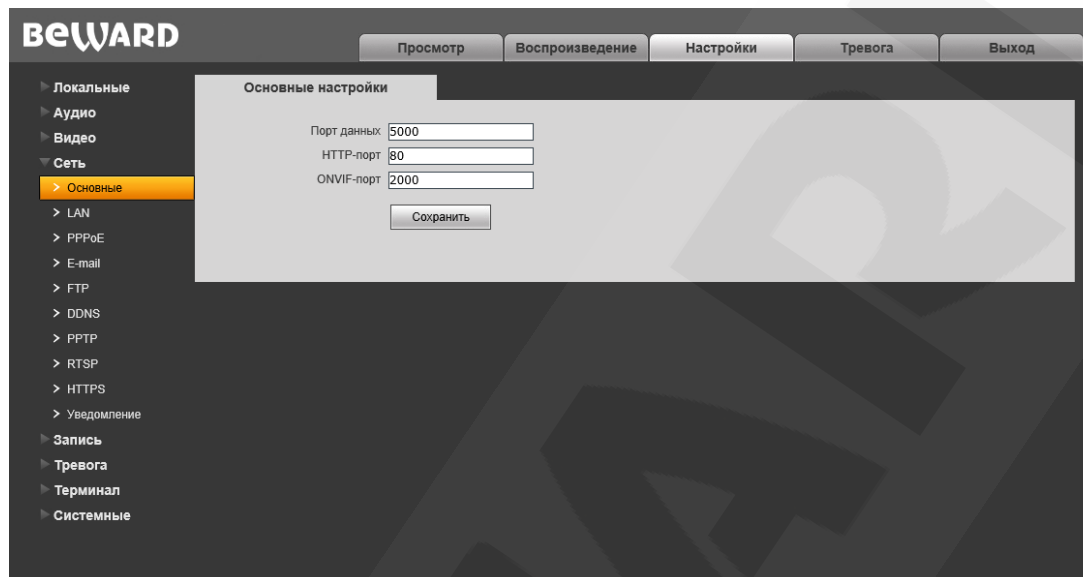 BEWARD
Просмотр Воспроизведение Настройки Тревога Выход
Локальные
Аудио
Видео
Сеть
> Основные
> LAN
> PPPoE
> E-mail
> FTP
> DDNS
> PPTP
> RTSP
> HTTPS
> Уведомление
Запись
Тревога
Терминал
Системные
Основные настройки
Порт данных 5000
HTTP-порт 80
ONVIF-порт 2000
Сохранить